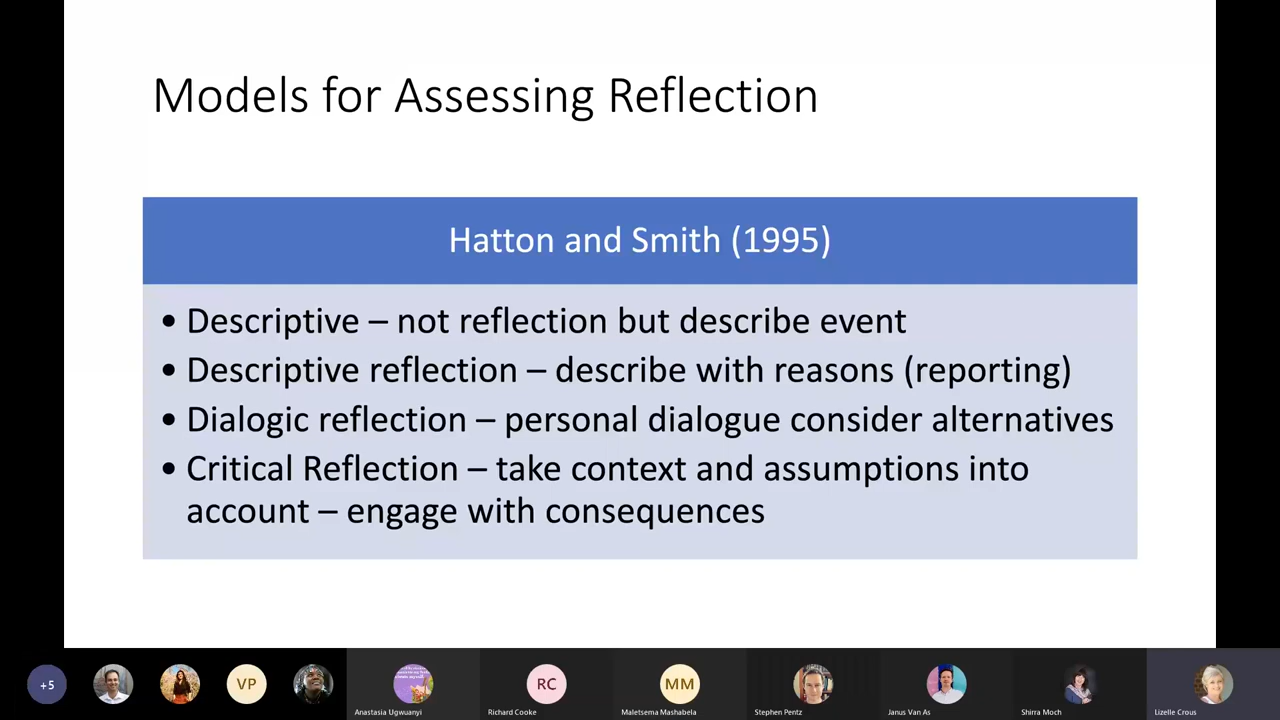 Models for Assessing Reflection
Hatton and Smith (1995)
• Descriptive – not reflection but describe event
• Descriptive reflection – describe with reasons (reporting)
• Dialogic reflection – personal dialogue consider alternatives
• Critical Reflection – take context and assumptions into
account – engage with consequences
+5
VP
RC
MM
Anastasia Ugwuanyi
Richard Cooke
Maletsema Mashabela
Stephen Pentz
Janus Van As
Shirra Moch
Lizelle Crous